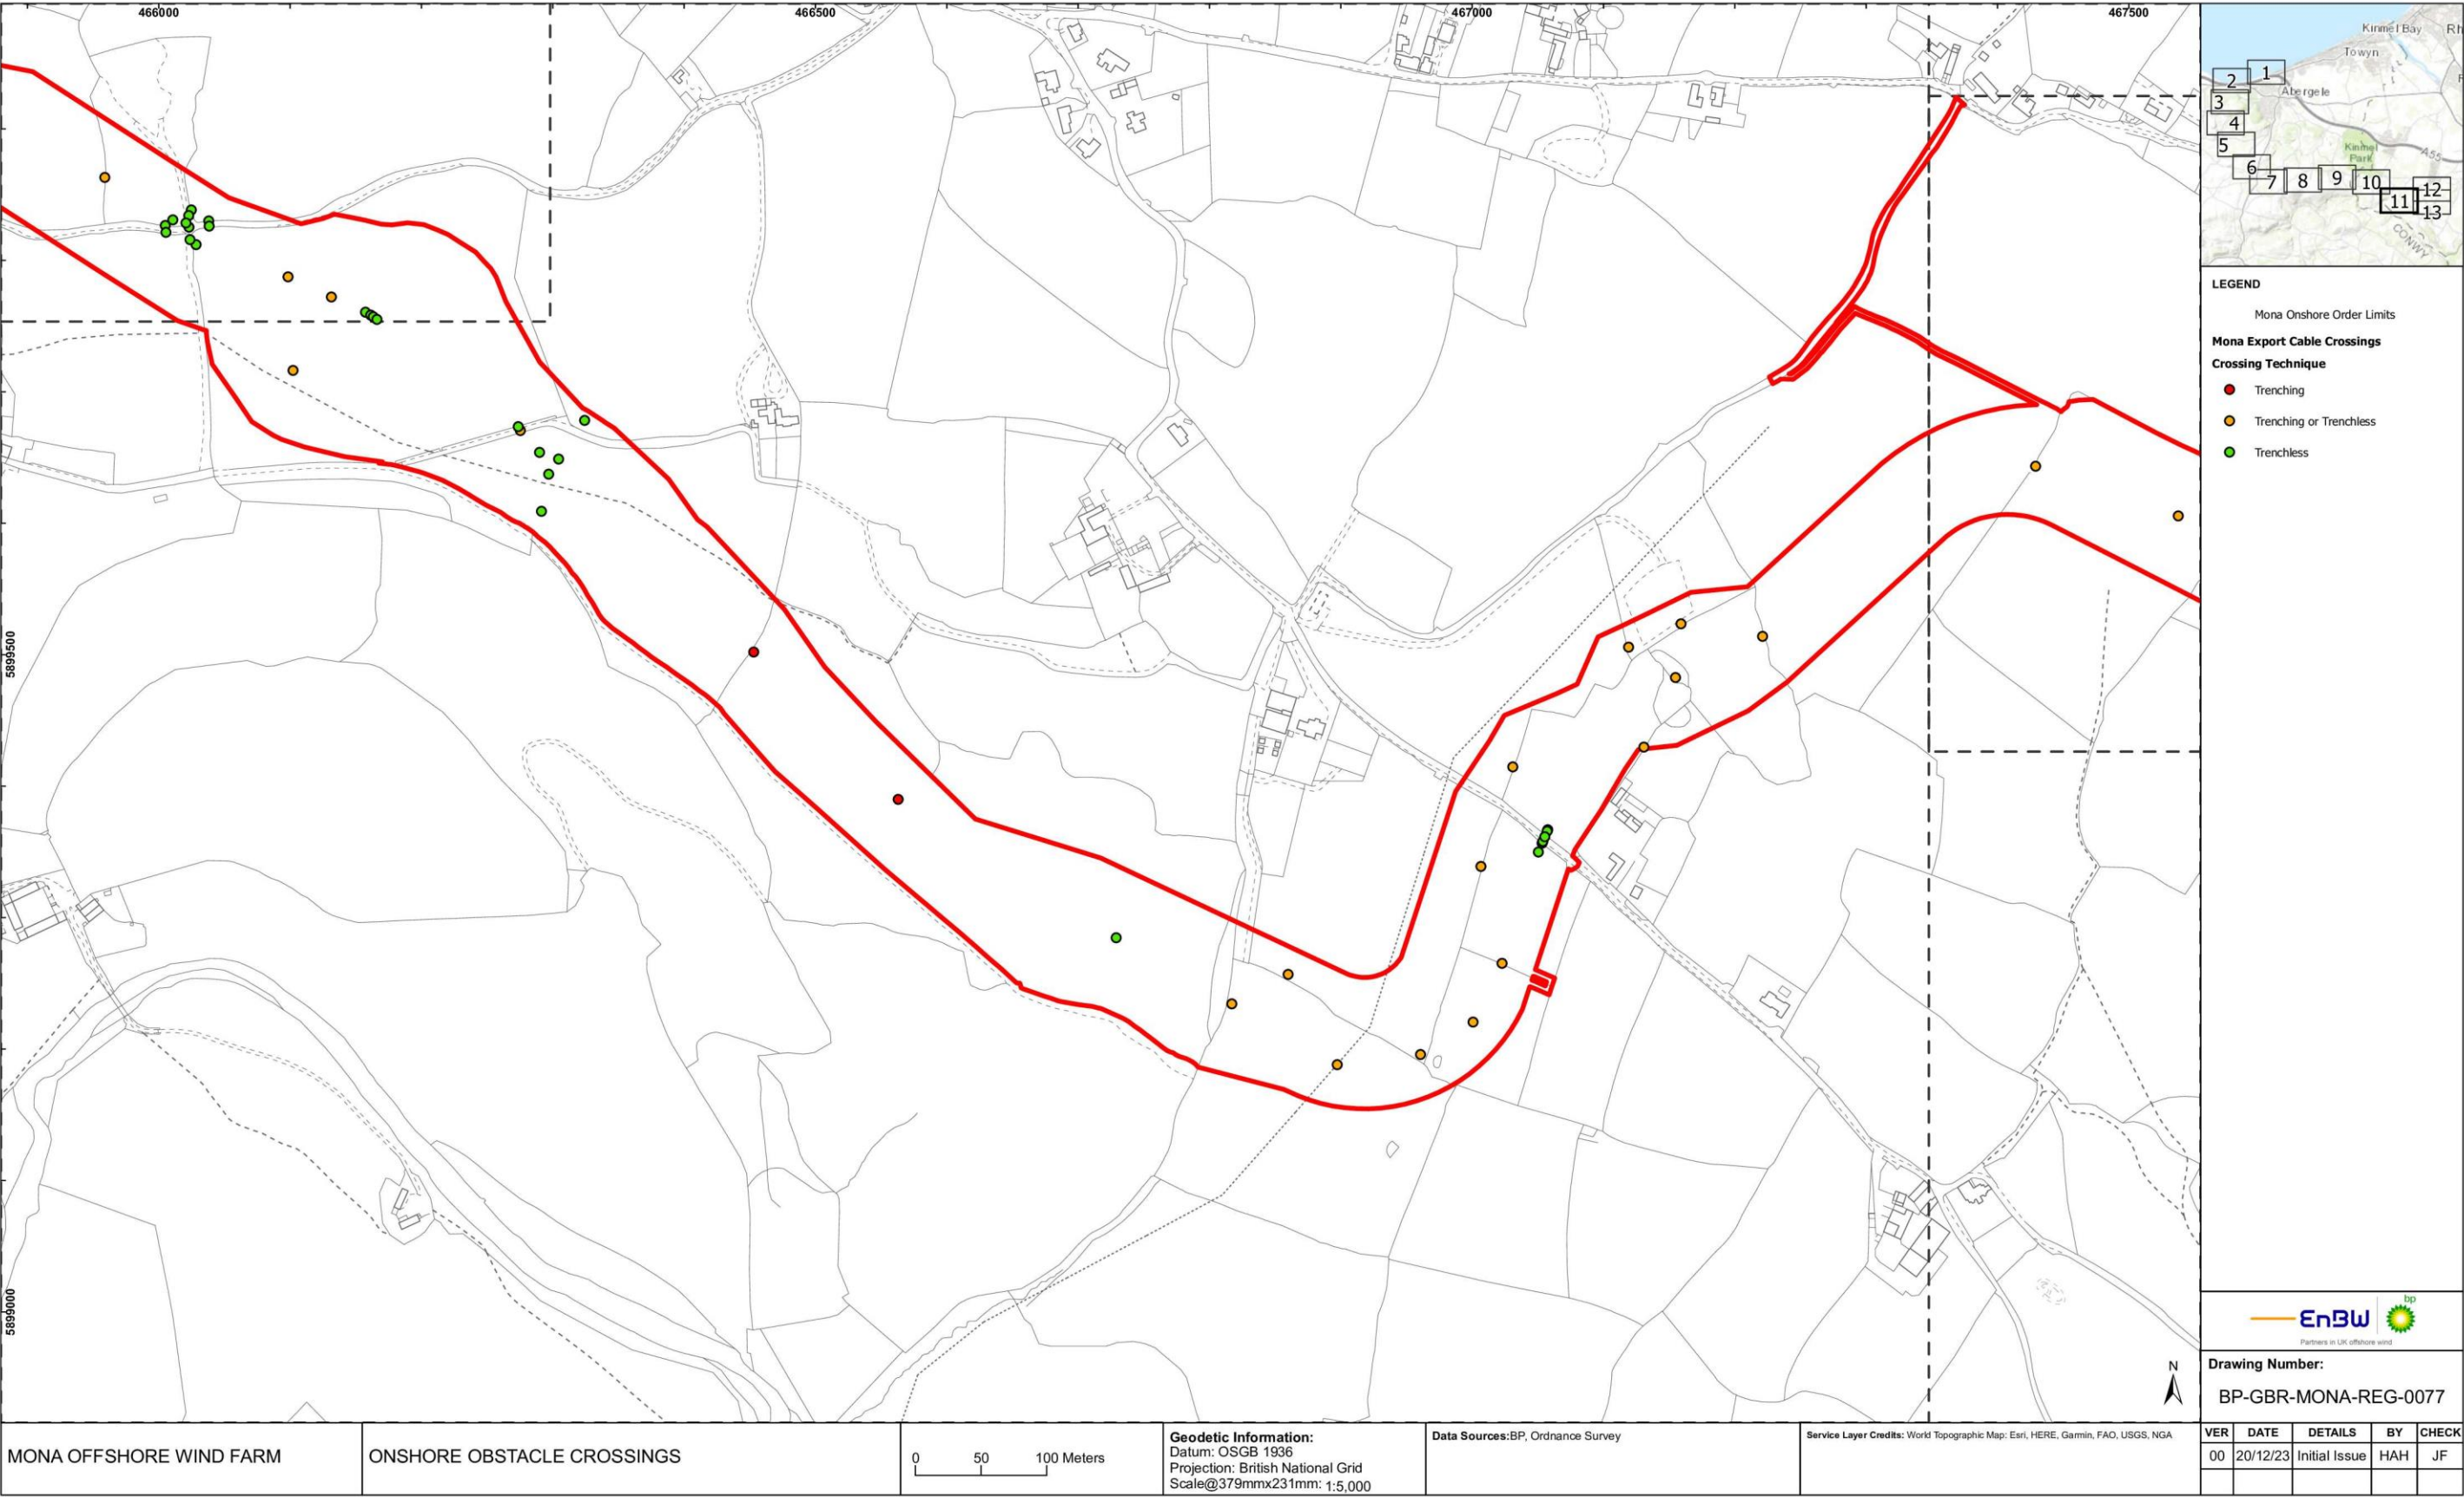 466000
466500
467000
467500
5899500
5899000
Kinmel Bay
Rh
Towyn
Abergele
Kinmel
Park
A55
CONWY
1
2
3
4
5
6
7
8
9
10
11
12
13
LEGEND
Mona Onshore Order Limits
Mona Export Cable Crossings
Crossing Technique
Trenching
Trenching or Trenchless
Trenchless
N
EnBW
bp
Partners in UK offshore wind
Drawing Number:
BP-GBR-MONA-REG-0077
VER DATE DETAILS BY CHECK
00 20/12/23 Initial Issue HAH JF
MONA OFFSHORE WIND FARM
ONSHORE OBSTACLE CROSSINGS
0 50 100 Meters
Geodetic Information:
Datum: OSGB 1936
Projection: British National Grid
Scale@379mmx231mm: 1:5,000
Data Sources:BP, Ordnance Survey
Service Layer Credits: World Topographic Map: Esri, HERE, Garmin, FAO, USGS, NGA